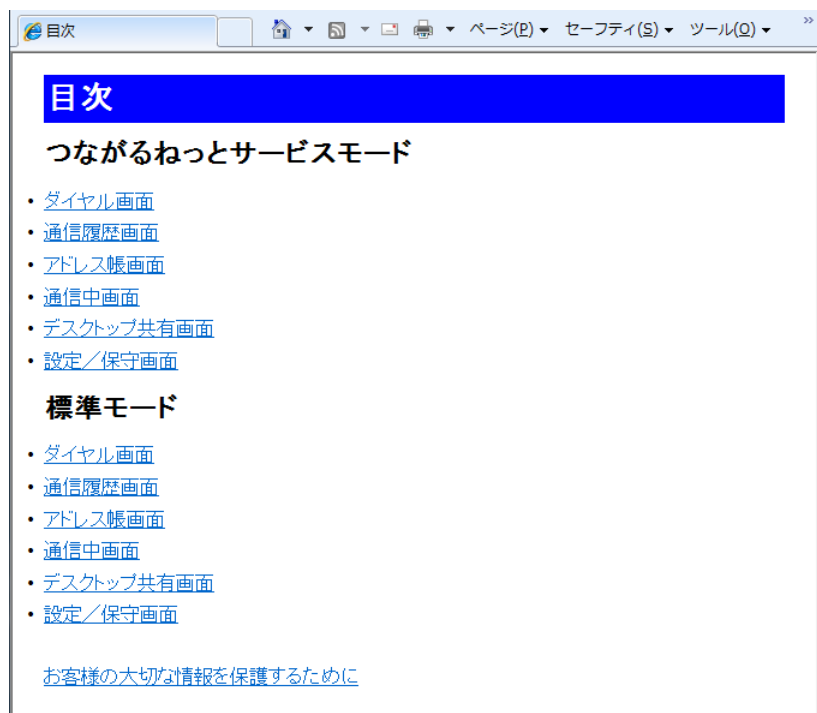 目次
ページ(P) セーフティ(S) ツール(O) »
目次
つながるねっとサービスモード
・ダイヤル画面
・通信履歴画面
・アドレス帳画面
・通信中画面
・デスクトップ共有画面
・設定／保守画面
標準モード
・ダイヤル画面
・通信履歴画面
・アドレス帳画面
・通信中画面
・デスクトップ共有画面
・設定／保守画面
お客様の大切な情報を保護するために